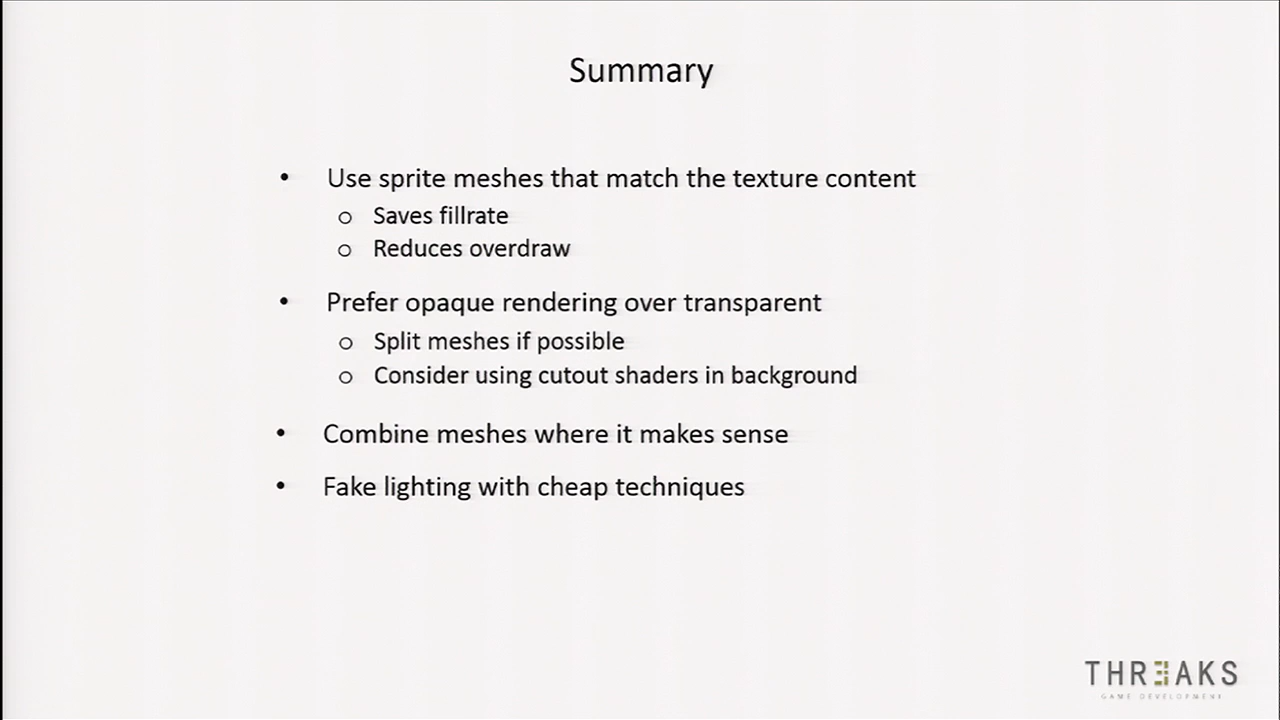 Summary
• Use sprite meshes that match the texture content
o Saves fillrate
o Reduces overdraw
• Prefer opaque rendering over transparent
o Split meshes if possible
o Consider using cutout shaders in background
• Combine meshes where it makes sense
• Fake lighting with cheap techniques
THREAKS
GAME DEVELOPMENT